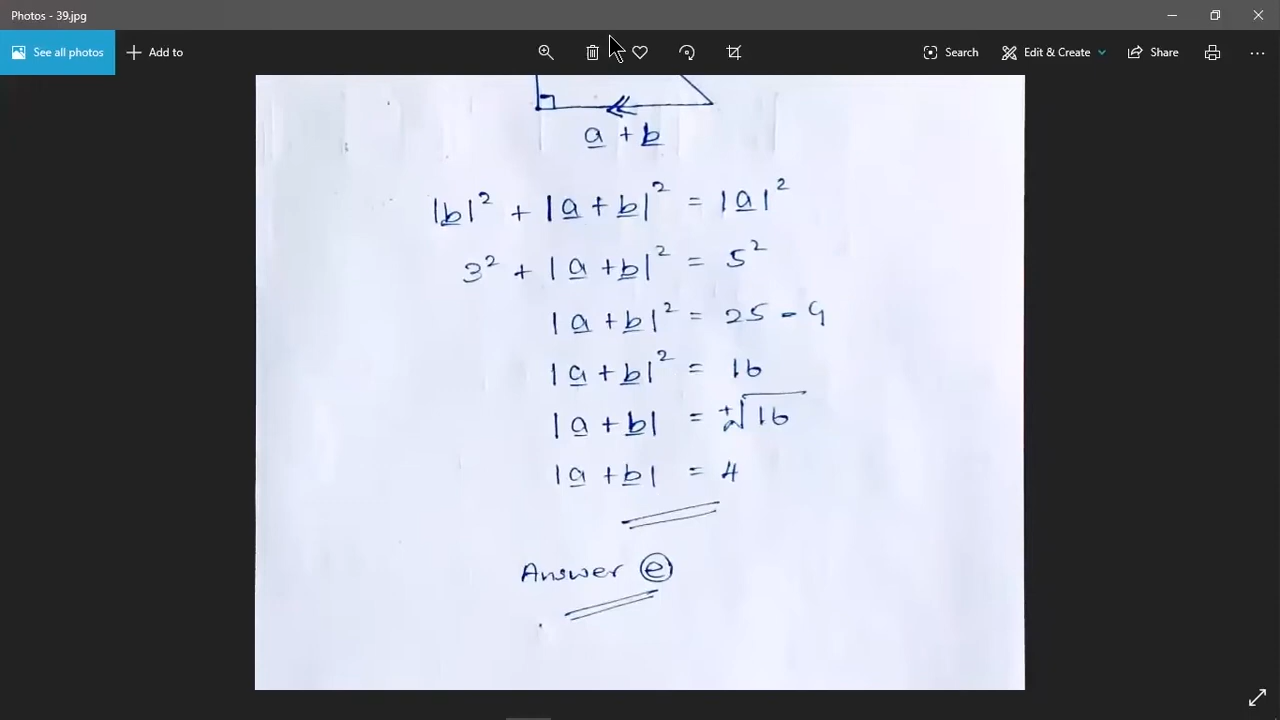 Photos - 39.jpg
See all photos
Add to
Search
Edit & Create
Share
a + b
|b|² + |a + b|² = |a|²
3² + |a + b|² = 5²
|a + b|² = 25 - 9
|a + b|² = 16
|a + b| = +√16
|a + b| = 4
Answer ⓔ